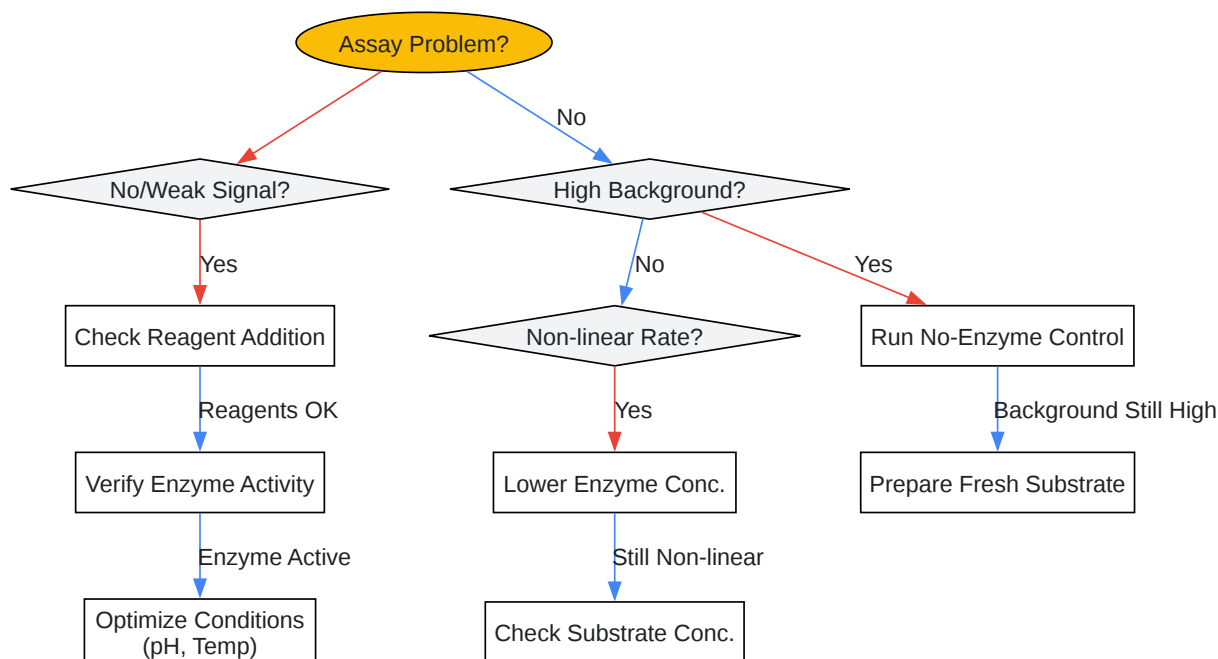 Assay Problem?
No
No/Weak Signal?
High Background?
Yes
No
Yes
Check Reagent Addition
Non-linear Rate?
Run No-Enzyme Control
Reagents OK
Yes
Background Still High
Verify Enzyme Activity
Lower Enzyme Conc.
Prepare Fresh Substrate
Enzyme Active
Still Non-linear
Optimize Conditions
(pH, Temp)
Check Substrate Conc.